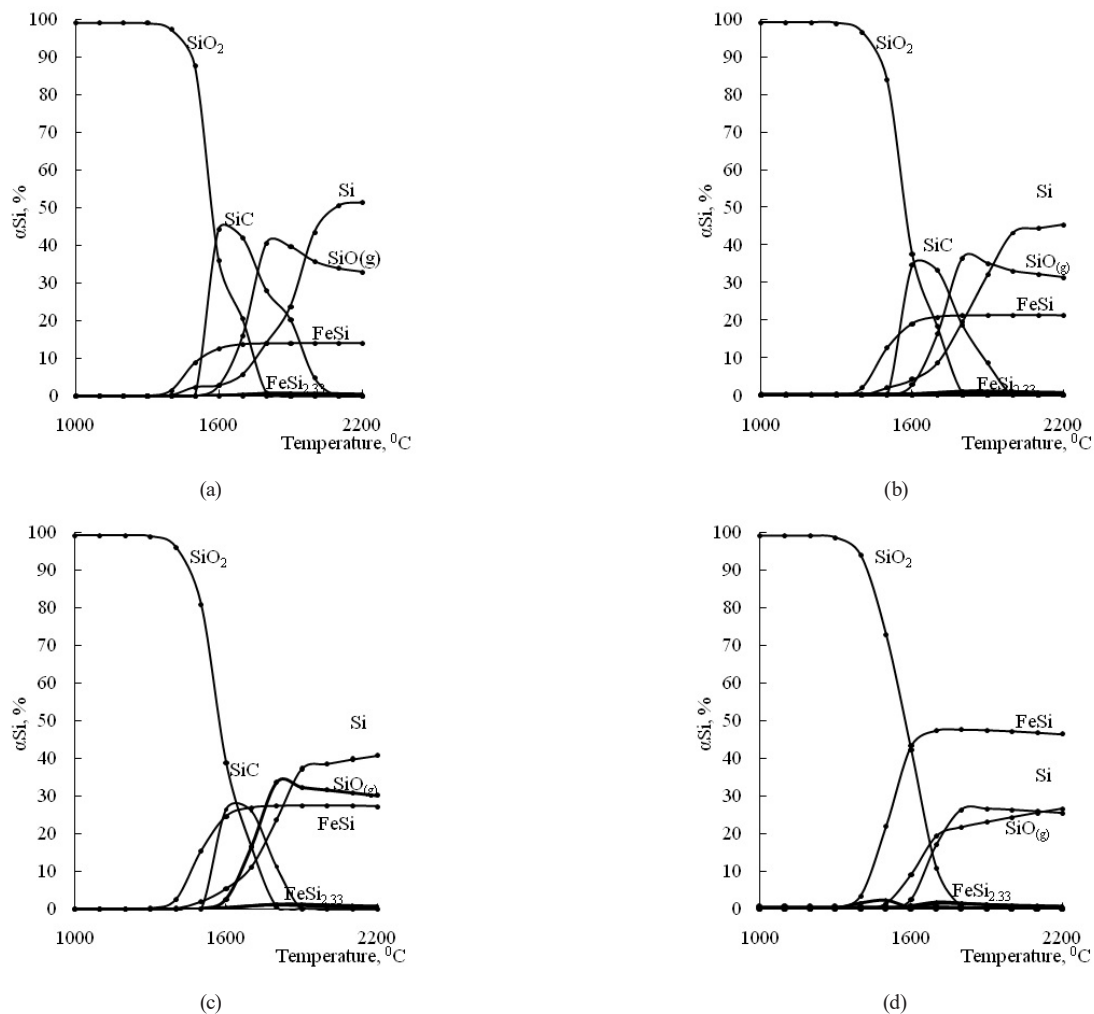 100
90
80
70
60
50
40
30
20
10
0
αSi, %
SiO₂
SiC
Si
SiO(g)
FeSi
FeSi₂.₃₃
1000 1600 2200
Temperature, ⁰C
(a)
100
90
80
70
60
50
40
30
20
10
0
αSi, %
SiO₂
Si
SiC
SiO(g)
FeSi
FeSi₂.₃₃
1000 1600 2200
Temperature, ⁰C
(b)
100
90
80
70
60
50
40
30
20
10
0
αSi, %
SiO₂
Si
SiC
SiO(g)
FeSi
FeSi₂.₃₃
1000 1600 2200
Temperature, ⁰C
(c)
100
90
80
70
60
50
40
30
20
10
0
αSi, %
SiO₂
FeSi
Si
SiO(g)
FeSi₂.₃₃
1000 1600 2200
Temperature, ⁰C
(d)